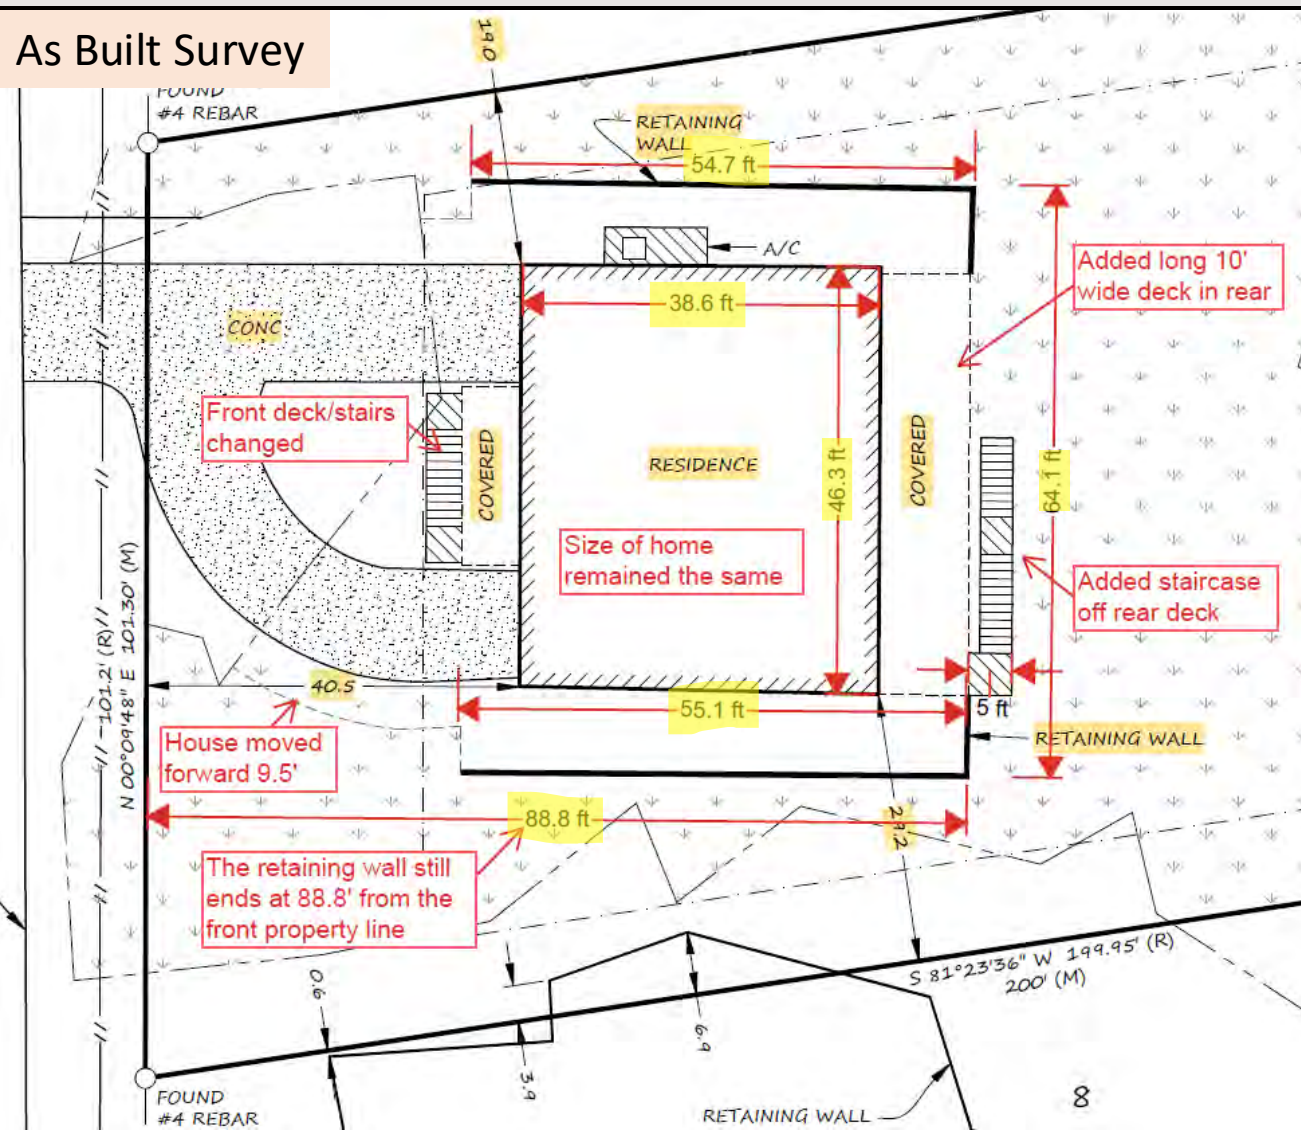 As Built Survey
FOUND
#4 REBAR
19.0
RETAINING
WALL
54.7 ft
A/C
Added long 10'
wide deck in rear
38.6 ft
CONC
Front deck/stairs
changed
COVERED
RESIDENCE
46.3 ft
COVERED
64.1 ft
Size of home
remained the same
Added staircase
off rear deck
101.2' (R)
N 00°09'48" E 101.30' (M)
40.5
55.1 ft
5 ft
RETAINING WALL
House moved
forward 9.5'
88.8 ft
29.2
The retaining wall still
ends at 88.8' from the
front property line
S 81°23'36" W 199.95' (R)
200' (M)
0.6
6.9
3.9
FOUND
#4 REBAR
RETAINING WALL
8